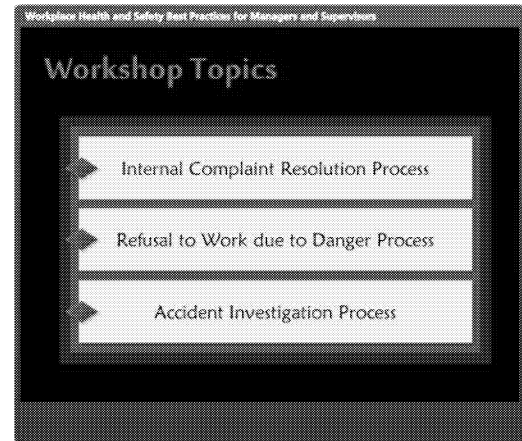 Workplace Health and Safety Best Practices for Managers and Supervisors
Workshop Topics
Internal Complaint Resolution Process
Refusal to Work due to Danger Process
Accident Investigation Process